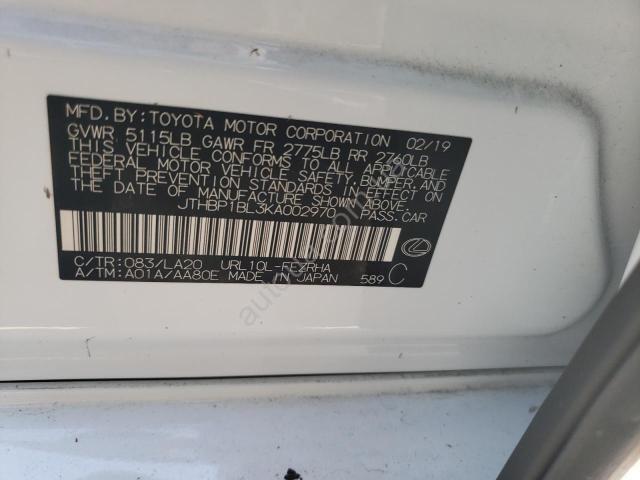 MFD. BY: TOYOTA MOTOR CORPORATION 02/19
GVWR 5115LB GAWR FR 2775LB RR 2760LB
THIS VEHICLE CONFORMS TO ALL APPLICABLE
FEDERAL MOTOR VEHICLE SAFETY, BUMPER, AND
THEFT PREVENTION STANDARDS IN EFFECT ON
THE DATE OF MANUFACTURE SHOWN ABOVE.
JTHBP1BL3KA002970 PASS.CAR
C/TR: 083/LA20 URL10L-FEZRHA
A/TM: A01A/AA80E MADE IN JAPAN 589 C